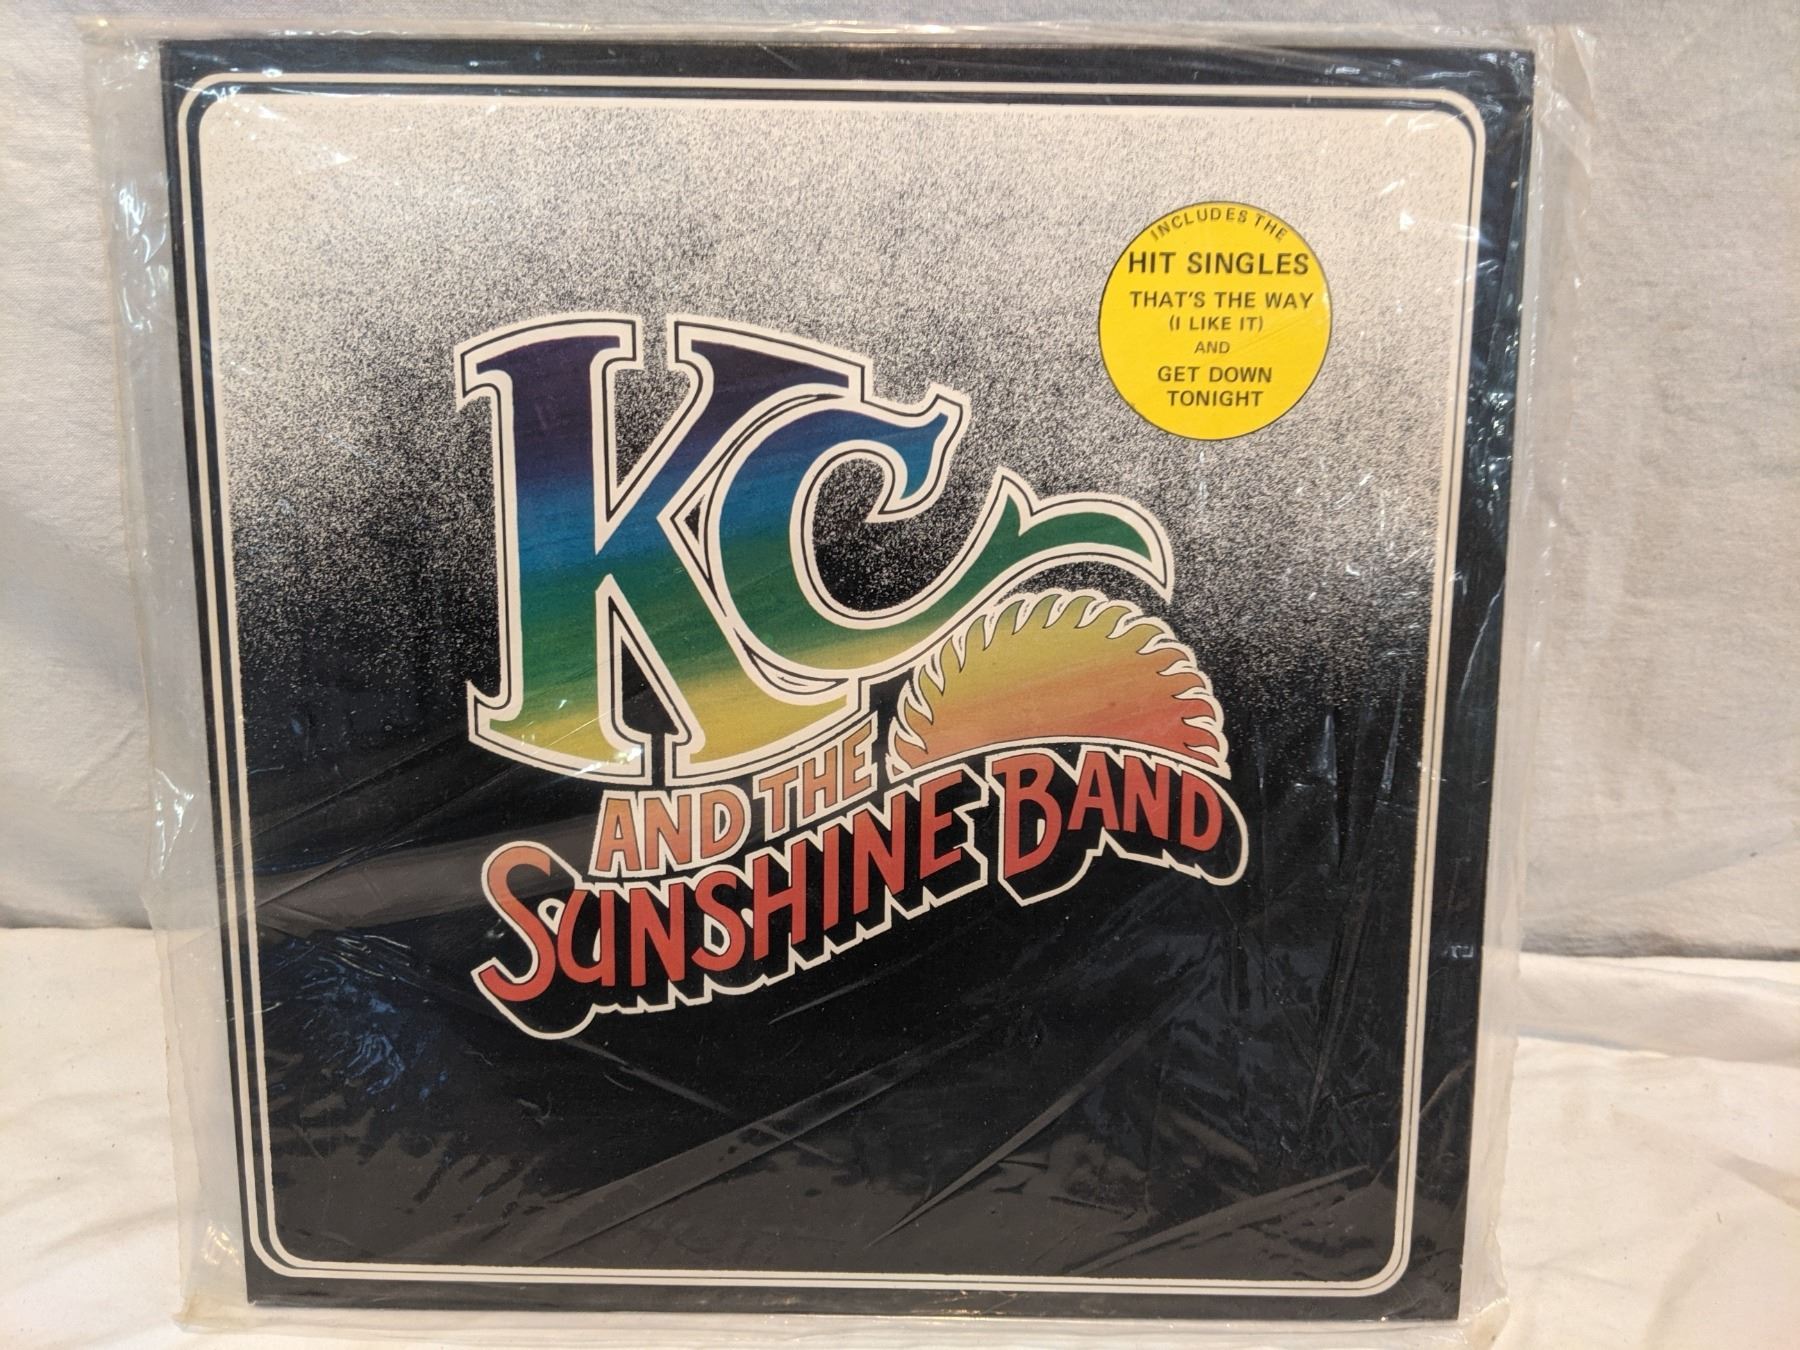 INCLUDES THE
HIT SINGLES
THAT'S THE WAY
(I LIKE IT)
AND
GET DOWN
TONIGHT
KC
AND THE
SUNSHINE BAND